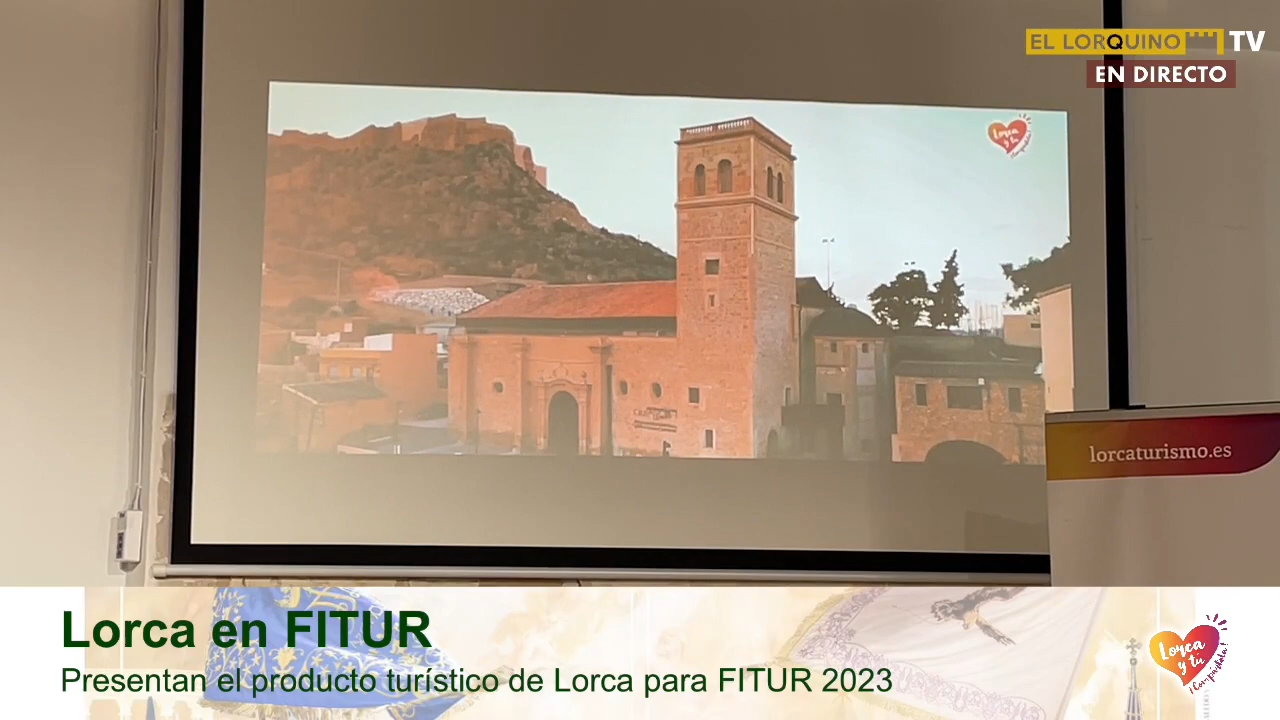 EL LORQUINO TV
EN DIRECTO
Lorca
y tú
lorcaturismo.es
Lorca en FITUR
Presentan el producto turístico de Lorca para FITUR 2023
Lorca
y tú
¡Compártela!